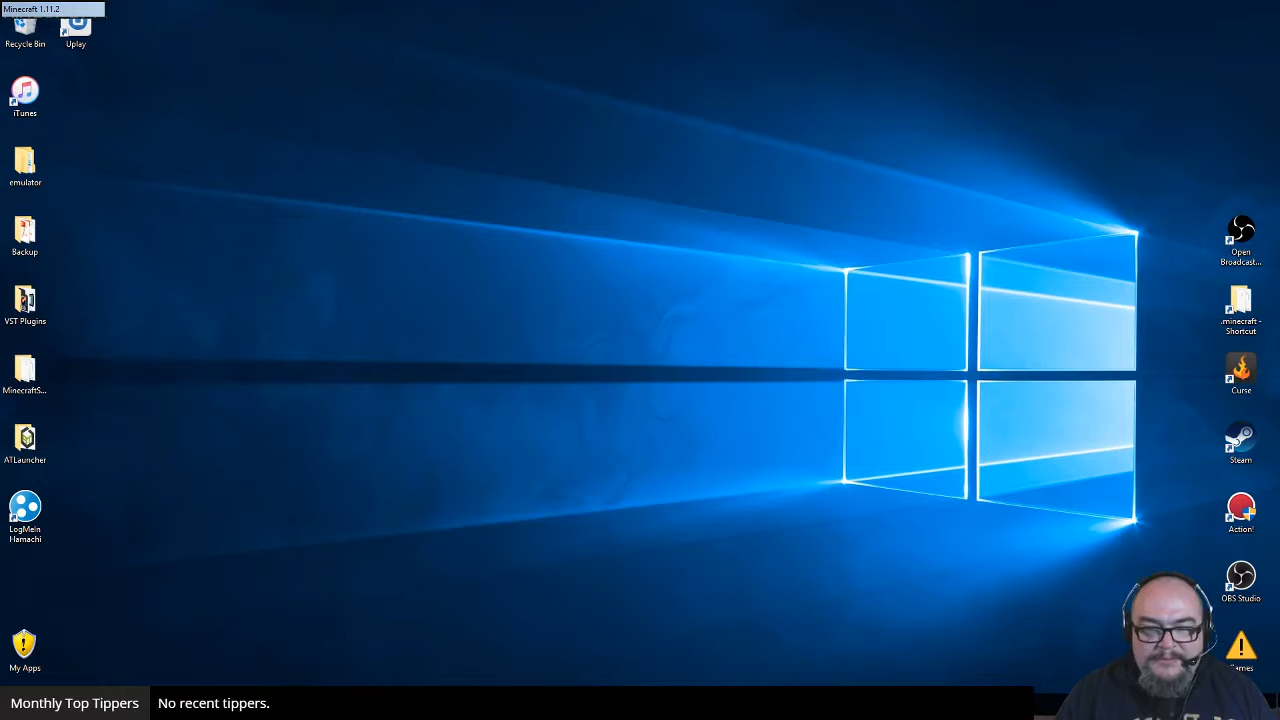 Minecraft 1.11.2
Recycle Bin
Uplay
iTunes
emulator
Backup
VST Plugins
MinecraftS...
ATLauncher
LogMeIn
Hamachi
My Apps
Open
Broadcast...
.minecraft -
Shortcut
Curse
Steam
Action!
OBS Studio
Monthly Top Tippers
No recent tippers.